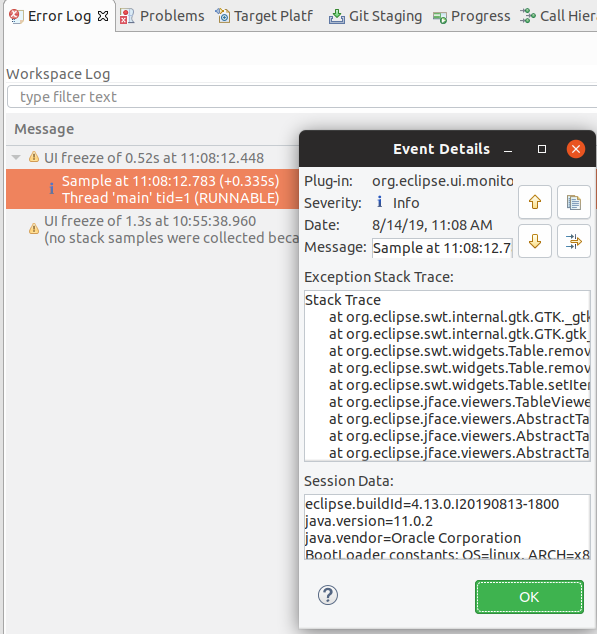 Error Log
Problems
Target Platf
Git Staging
Progress
Call Hiera
Workspace Log
type filter text
Message
UI freeze of 0.52s at 11:08:12.448
Sample at 11:08:12.783 (+0.335s)
Thread 'main' tid=1 (RUNNABLE)
UI freeze of 1.3s at 10:55:38.960
(no stack samples were collected beca
Event Details
Plug-in: org.eclipse.ui.monito
Severity: i Info
Date: 8/14/19, 11:08 AM
Message: Sample at 11:08:12.7
Exception Stack Trace:
Stack Trace
at org.eclipse.swt.internal.gtk.GTK._gtk
at org.eclipse.swt.internal.gtk.GTK.gtk_
at org.eclipse.swt.widgets.Table.remov
at org.eclipse.swt.widgets.Table.remov
at org.eclipse.swt.widgets.Table.setIter
at org.eclipse.jface.viewers.TableViewe
at org.eclipse.jface.viewers.AbstractTa
at org.eclipse.jface.viewers.AbstractTa
at org.eclipse.jface.viewers.AbstractTa
Session Data:
eclipse.buildId=4.13.0.I20190813-1800
java.version=11.0.2
java.vendor=Oracle Corporation
BootLoader constants: OS=linux, ARCH=x8
OK